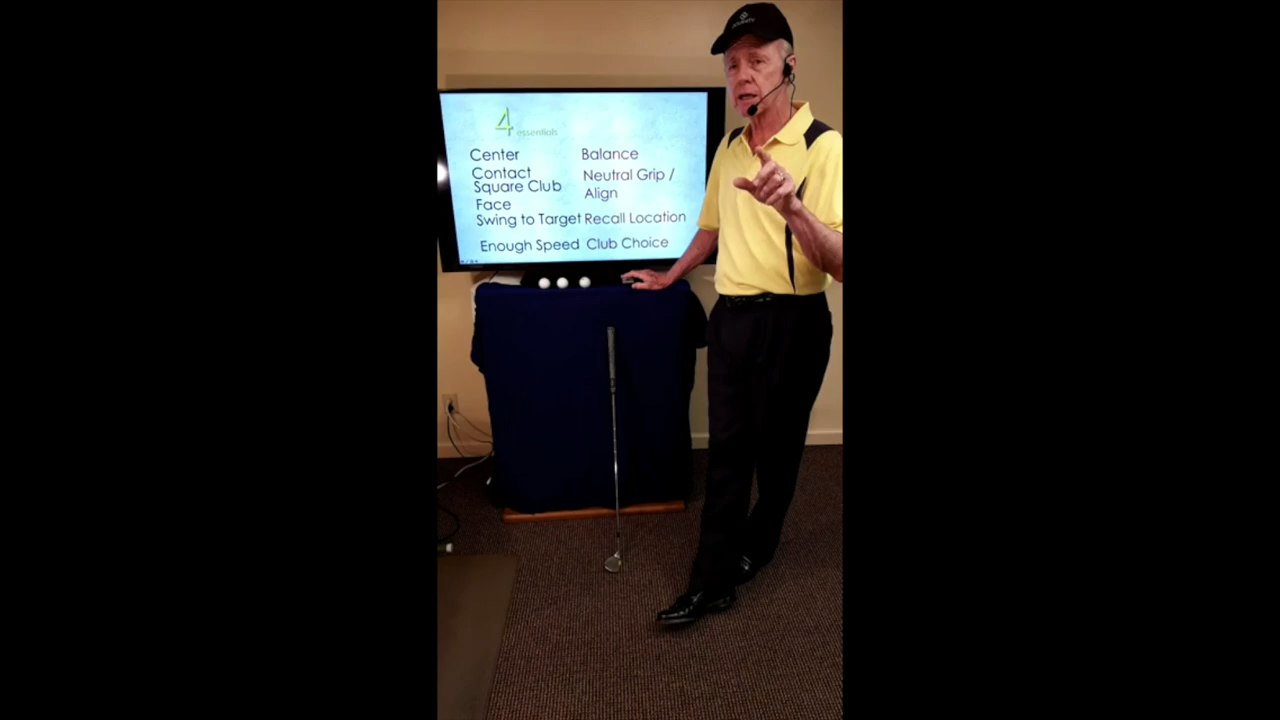 4 essentials
Center Balance
Contact Neutral Grip /
Square Club Align
Face
Swing to Target Recall Location
Enough Speed Club Choice